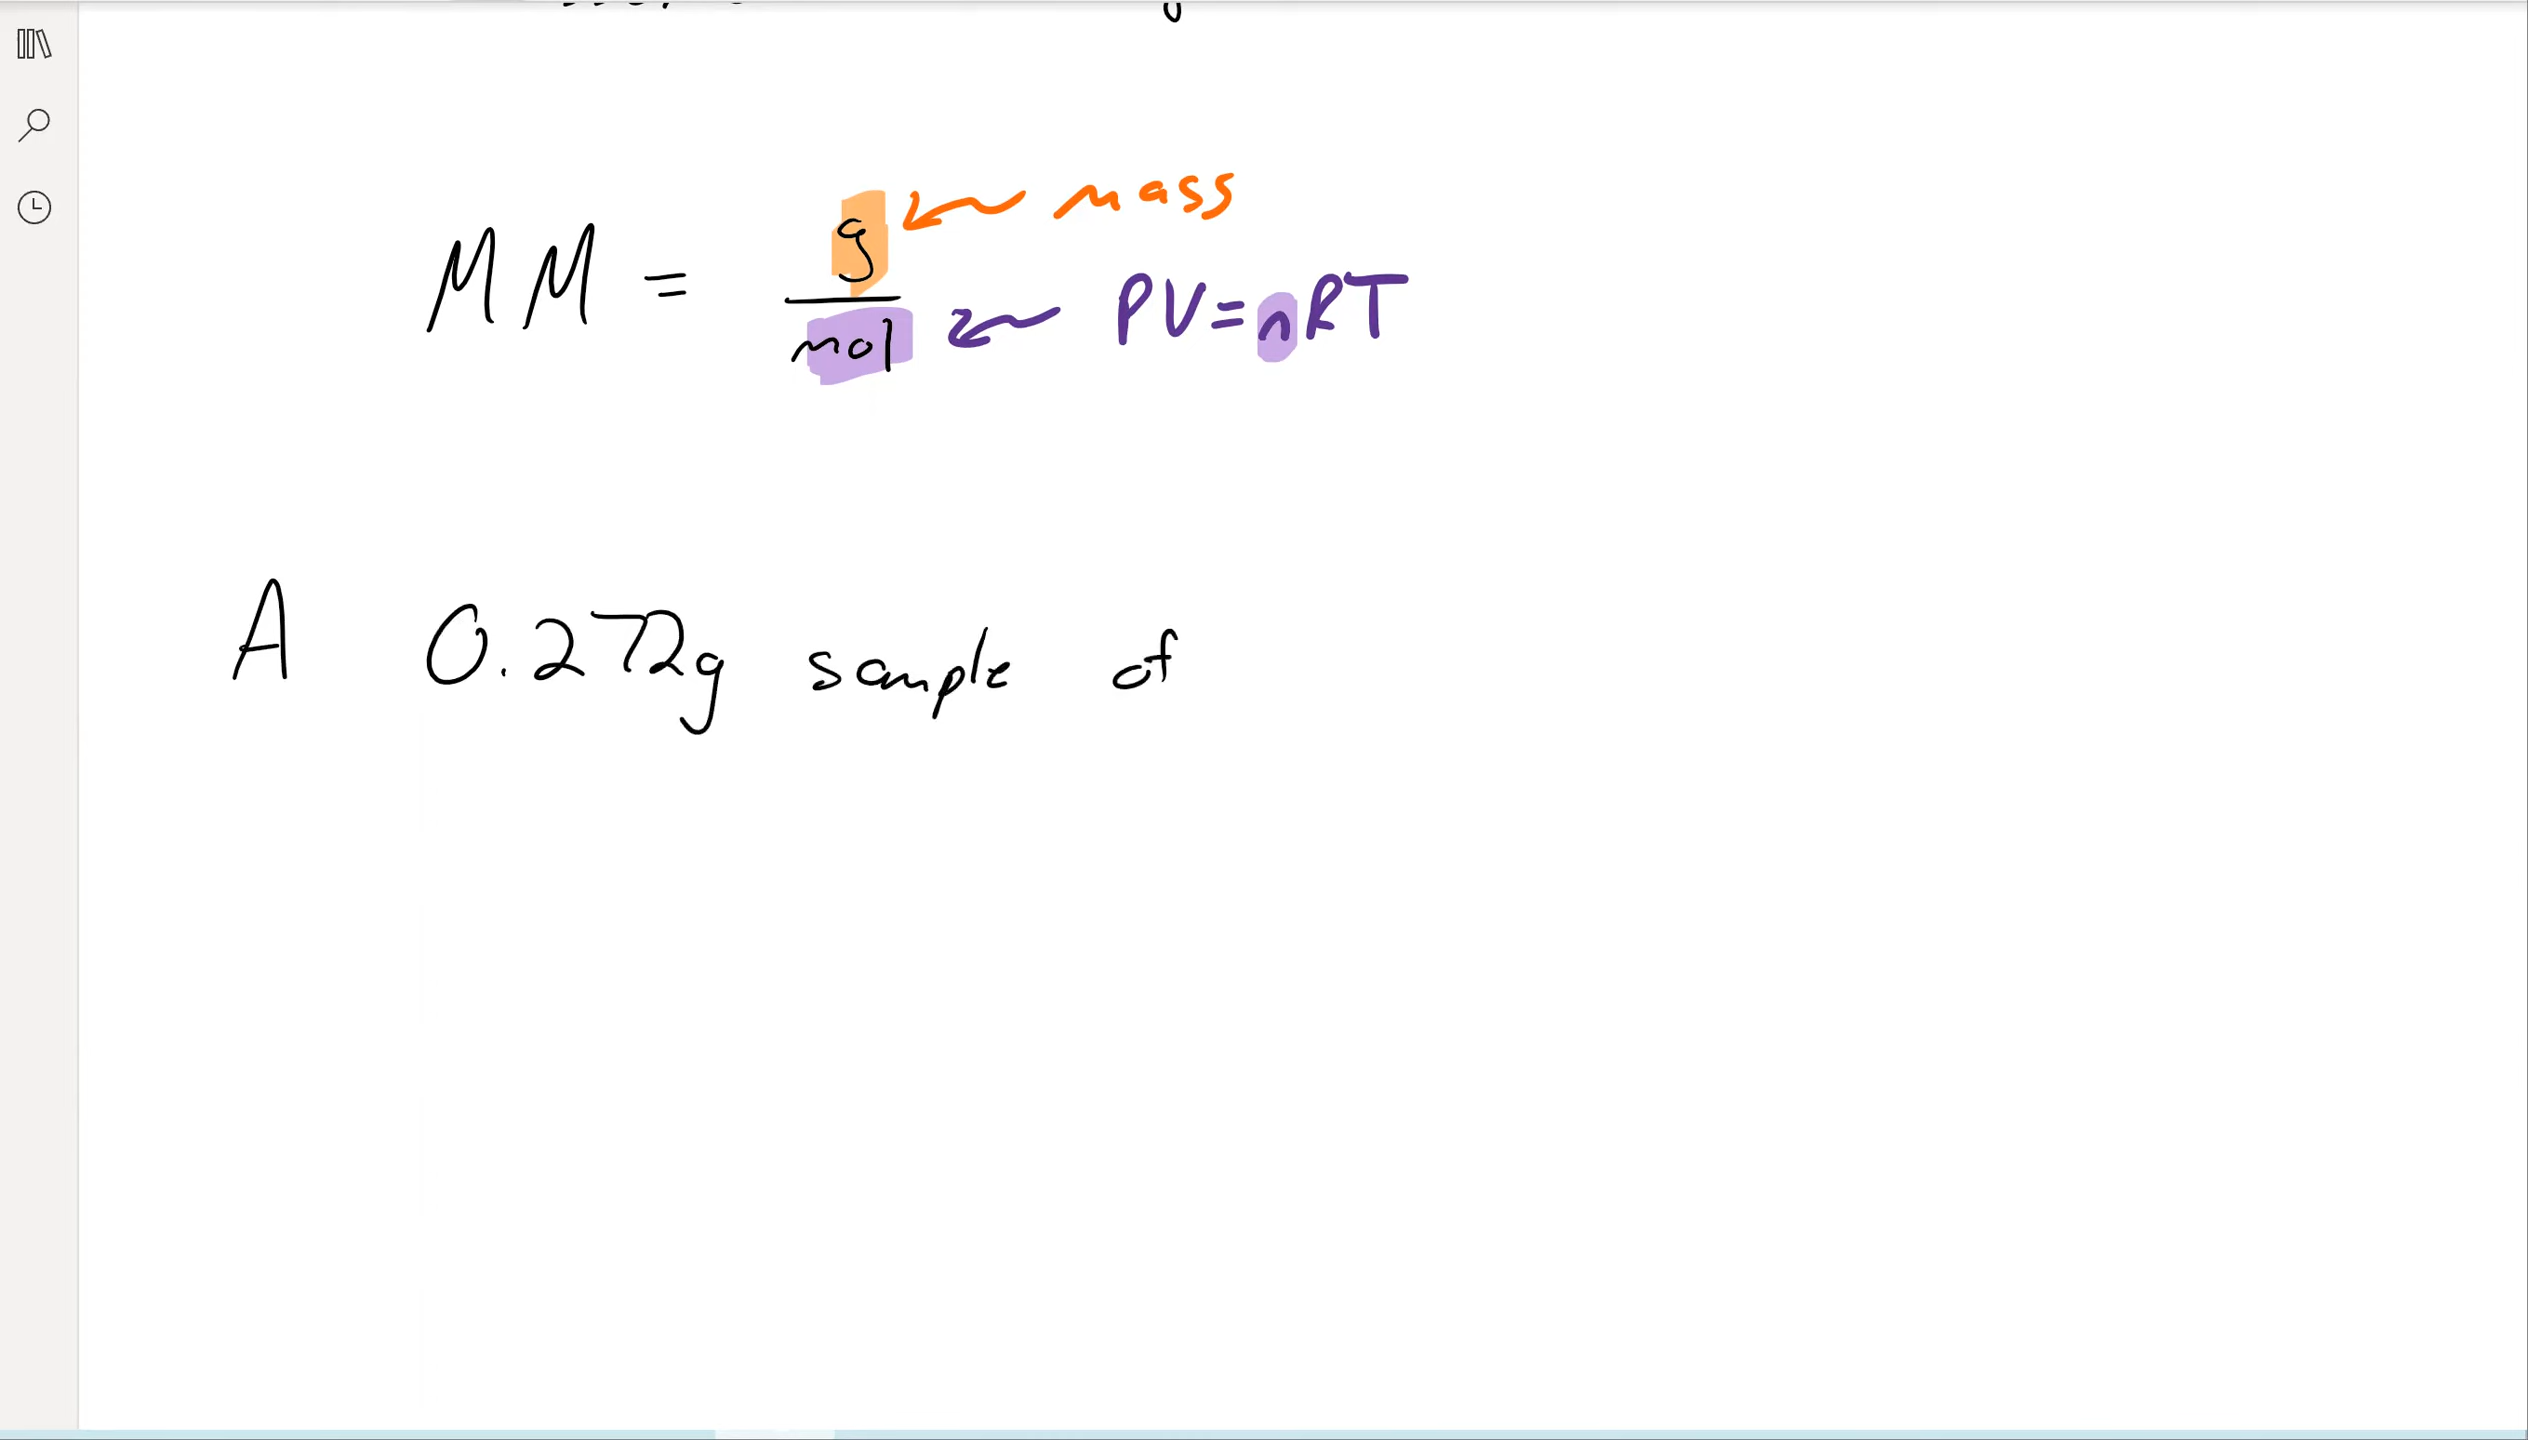 MM = g/mol
mass
PV=nRT
A 0.272g sample of